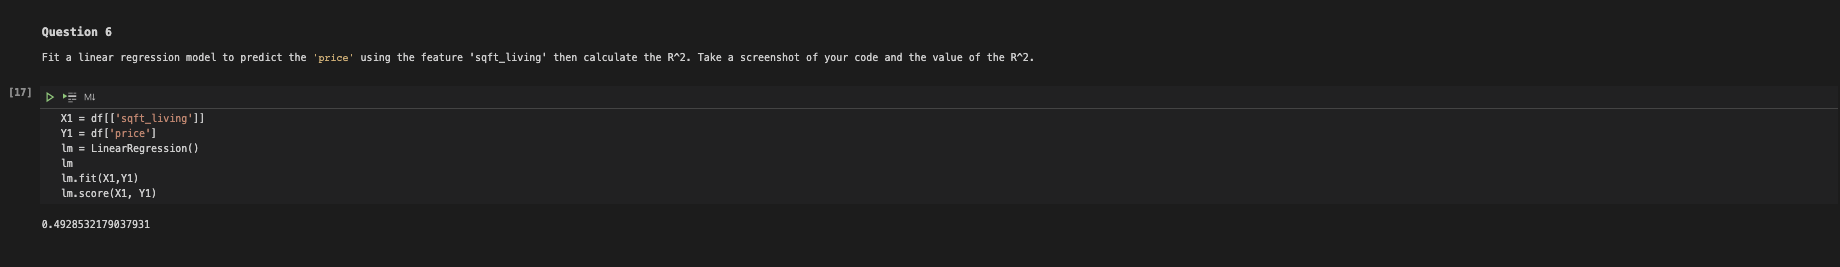 Question 6
Fit a linear regression model to predict the 'price' using the feature 'sqft_living' then calculate the R^2. Take a screenshot of your code and the value of the R^2.
[17]
M↓
X1 = df[['sqft_living']]
Y1 = df['price']
lm = LinearRegression()
lm
lm.fit(X1,Y1)
lm.score(X1, Y1)
0.4928532179037931